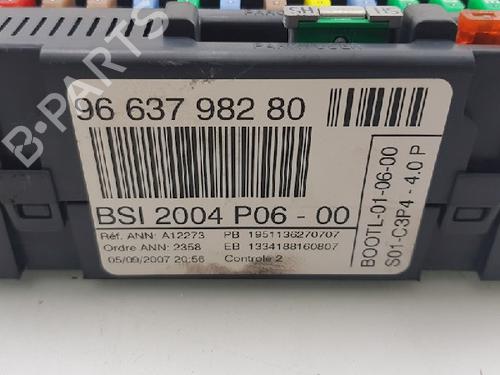 SH
96 637 982 80
BSI 2004 P06 - 00
Réf. ANN: A12273 PB 1951136270707
Ordre ANN: 2358 EB 1334188160807
05/09/2007 20:56 Controle 2
BOOTL-01-06-00
S01-C3P4 - 4.0 P
B-PARTS